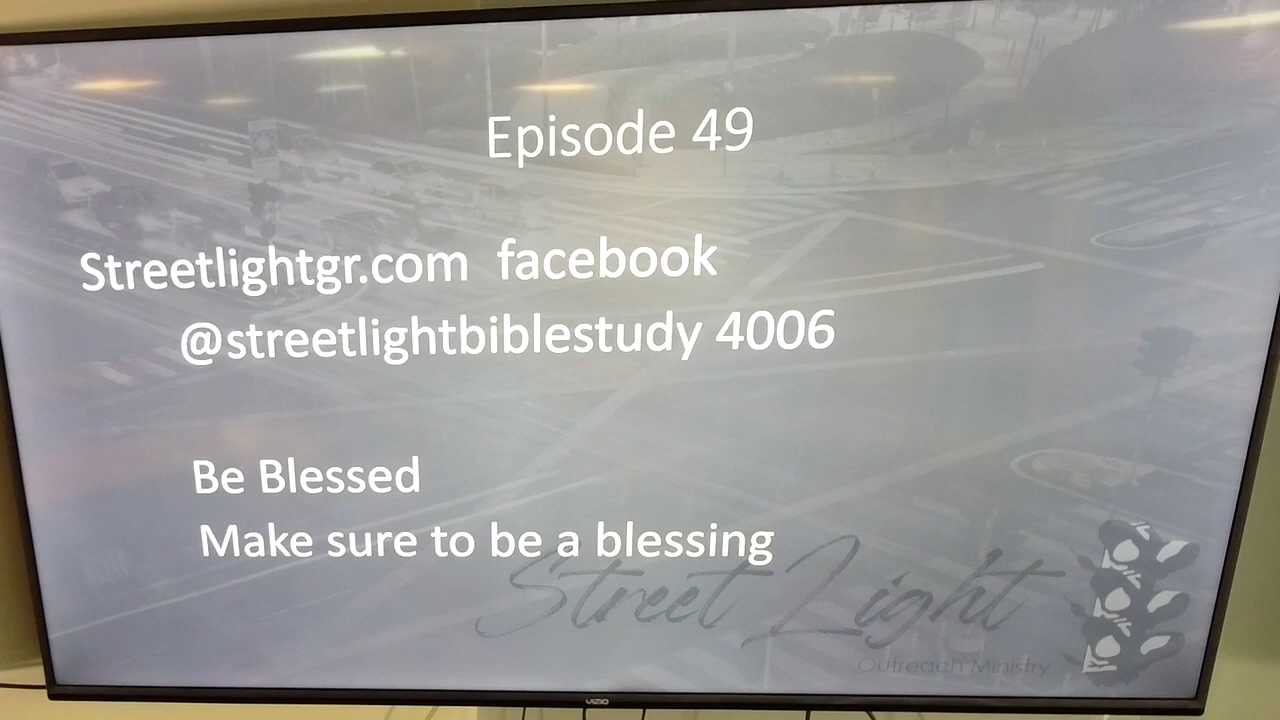 Episode 49
Streetlightgr.com facebook
@streetlightbiblestudy 4006
Be Blessed
Make sure to be a blessing
Street Light
Outreach Ministry
VIZIO